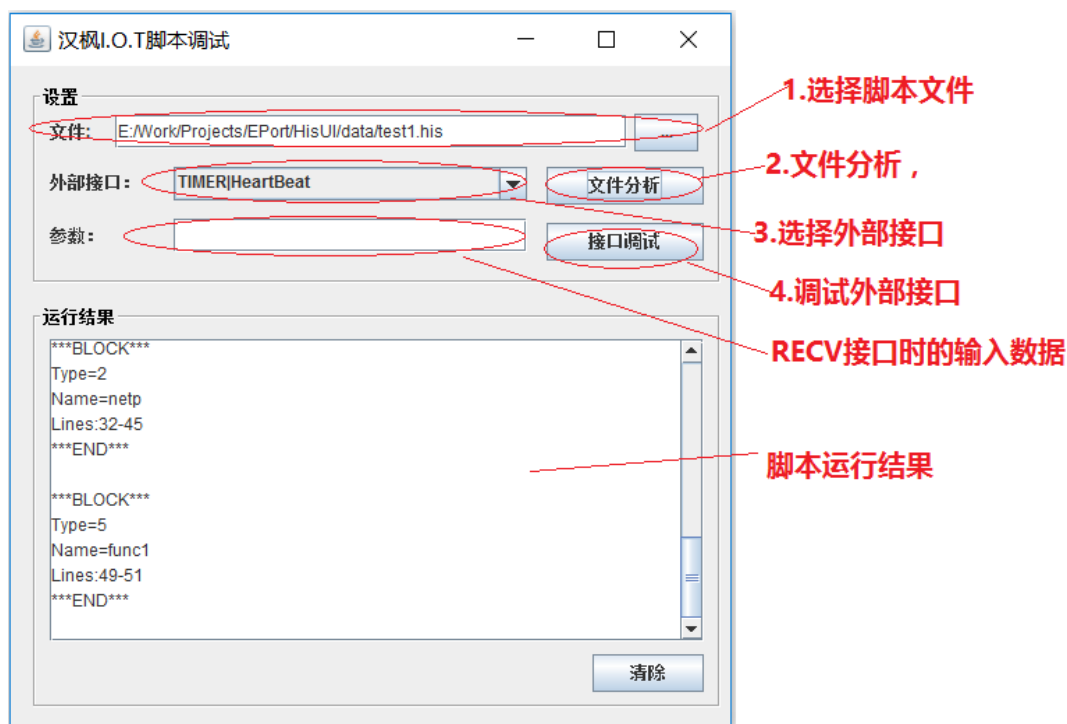 汉枫I.O.T脚本调试
设置
文件: E:/Work/Projects/EPort/HisUI/data/test1.his ...
1.选择脚本文件
外部接口： TIMER|HeartBeat 文件分析
2.文件分析，
参数： 接口调试
3.选择外部接口
4.调试外部接口
RECV接口时的输入数据
运行结果
***BLOCK***
Type=2
Name=netp
Lines:32-45
***END***
脚本运行结果
***BLOCK***
Type=5
Name=func1
Lines:49-51
***END***
清除